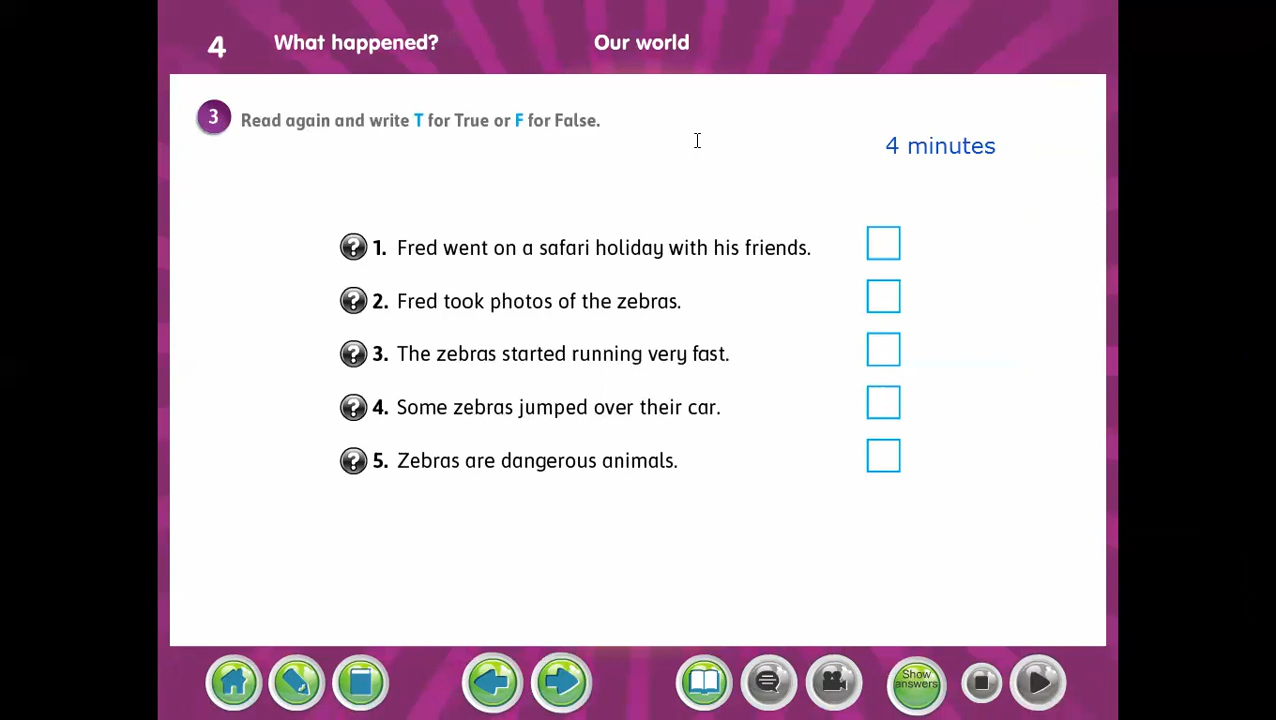 4 What happened? Our world
3 Read again and write T for True or F for False.
4 minutes
? 1. Fred went on a safari holiday with his friends.
? 2. Fred took photos of the zebras.
? 3. The zebras started running very fast.
? 4. Some zebras jumped over their car.
? 5. Zebras are dangerous animals.
Show
answers